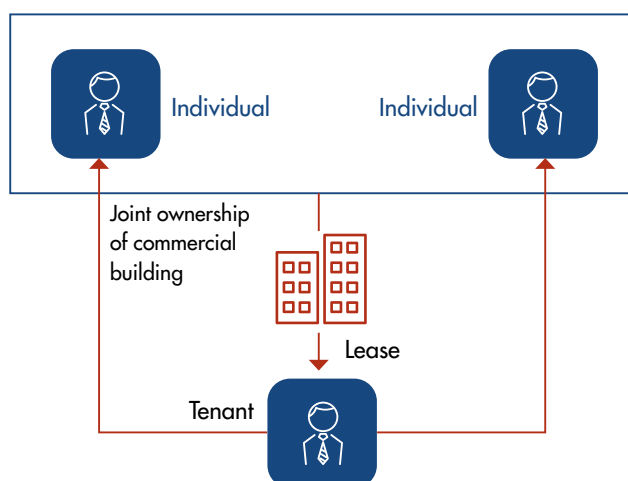 Individual
Individual
Joint ownership
of commercial
building
Lease
Tenant